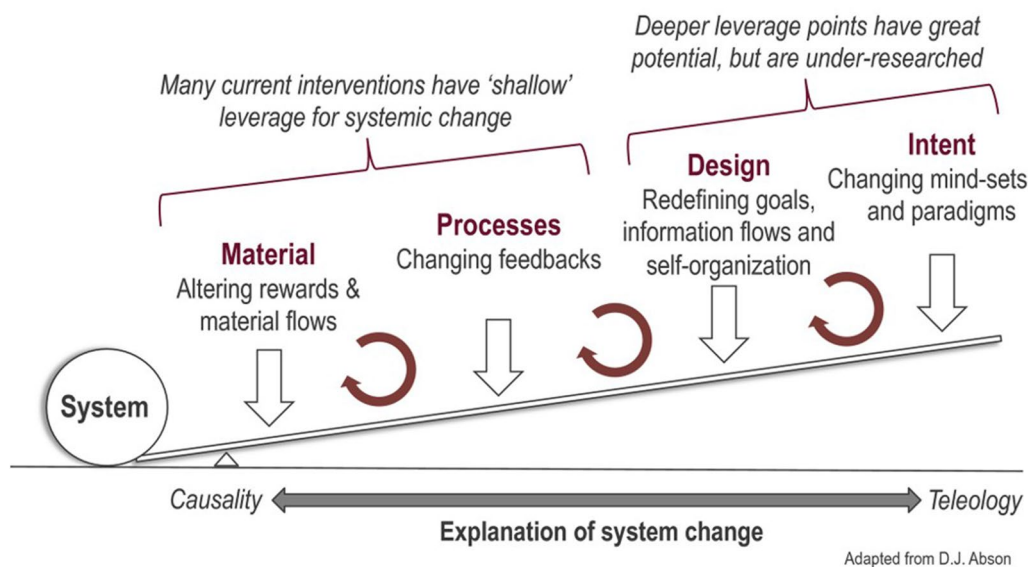 Deeper leverage points have great
potential, but are under-researched
Many current interventions have ‘shallow’
leverage for systemic change
Intent
Changing mind-sets
and paradigms
Design
Redefining goals,
information flows and
self-organization
Processes
Changing feedbacks
Material
Altering rewards &
material flows
System
Causality
Teleology
Explanation of system change
Adapted from D.J. Abson